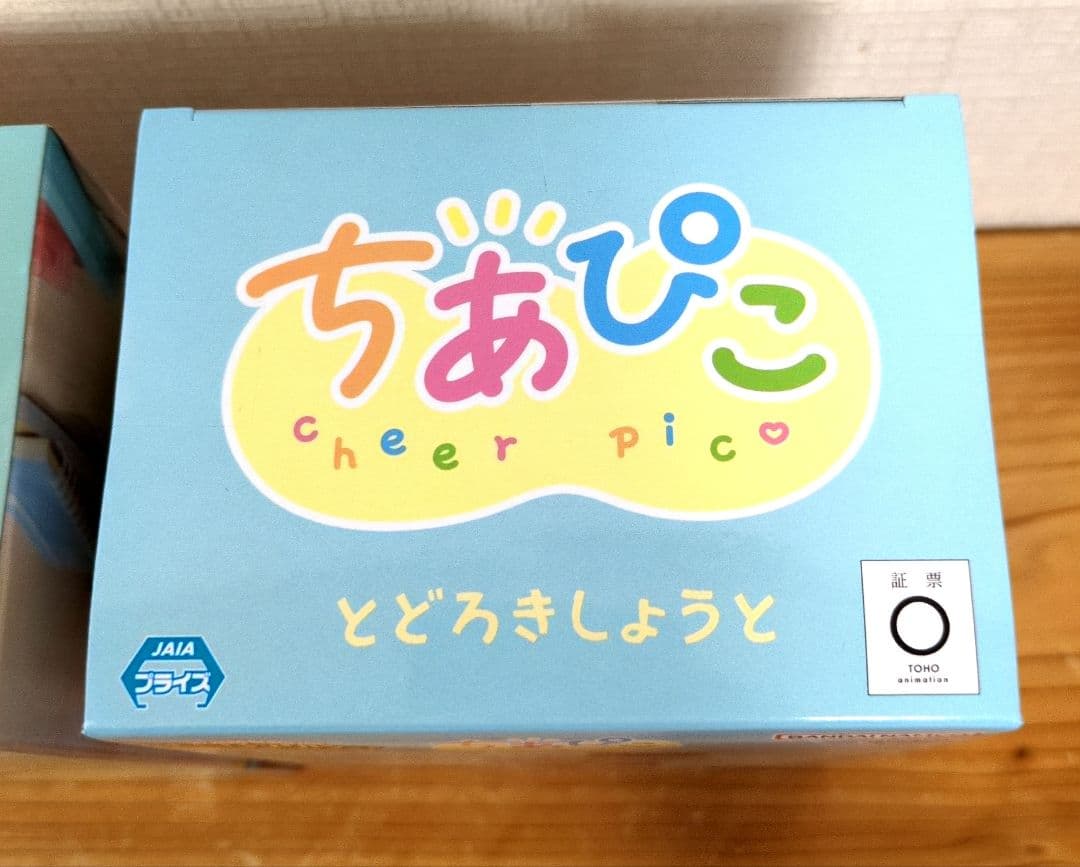 ちあぴこ
cheer pico
とどろきしょうと
JAIA
プライズ
証票
TOHO
animation